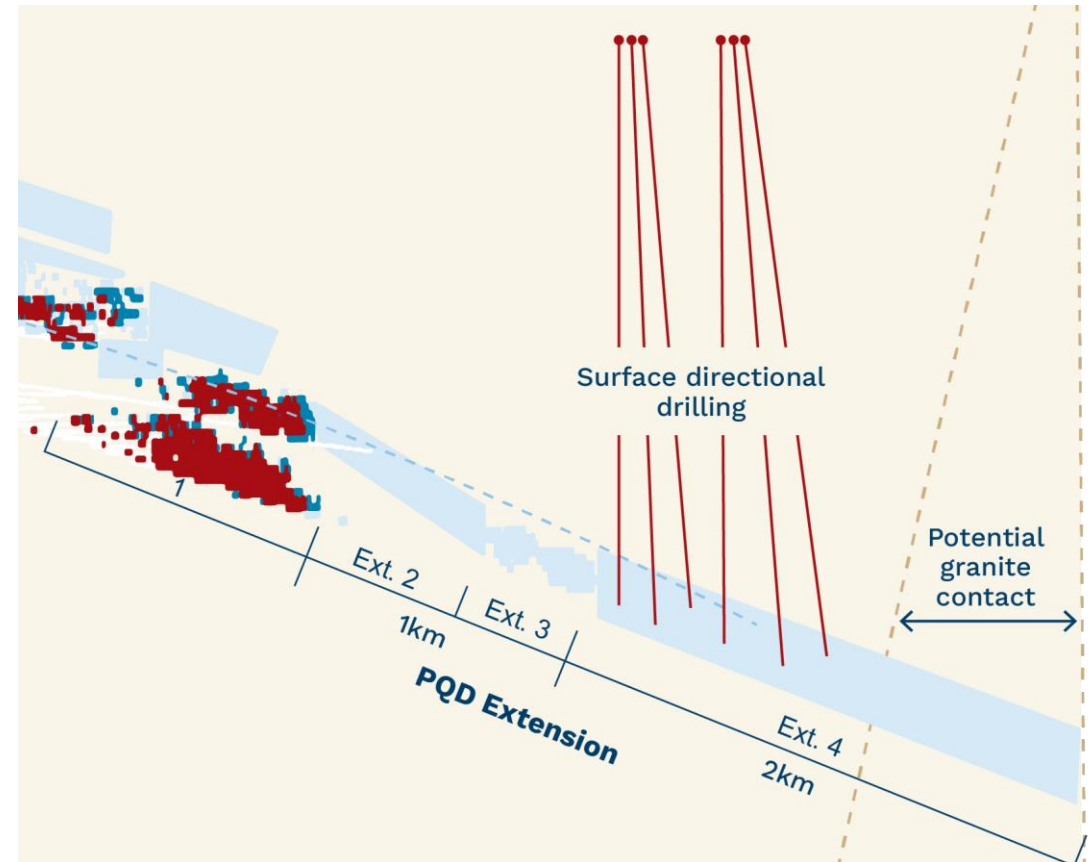 Surface directional
drilling
Potential
granite
contact
1
Ext. 2
1km
Ext. 3
PQD Extension
Ext. 4
2km